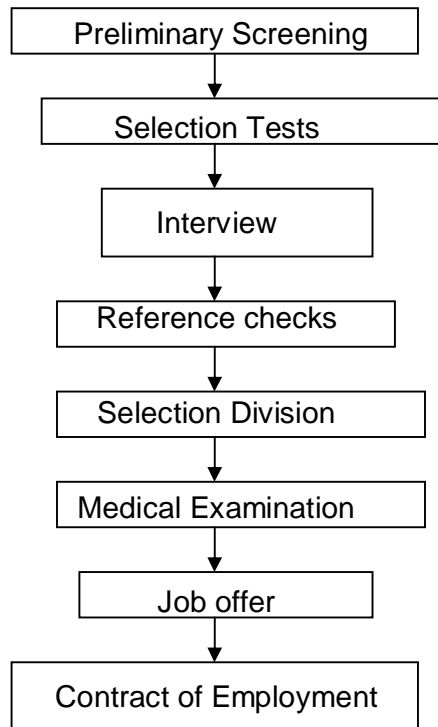 Preliminary Screening
Selection Tests
Interview
Reference checks
Selection Division
Medical Examination
Job offer
Contract of Employment